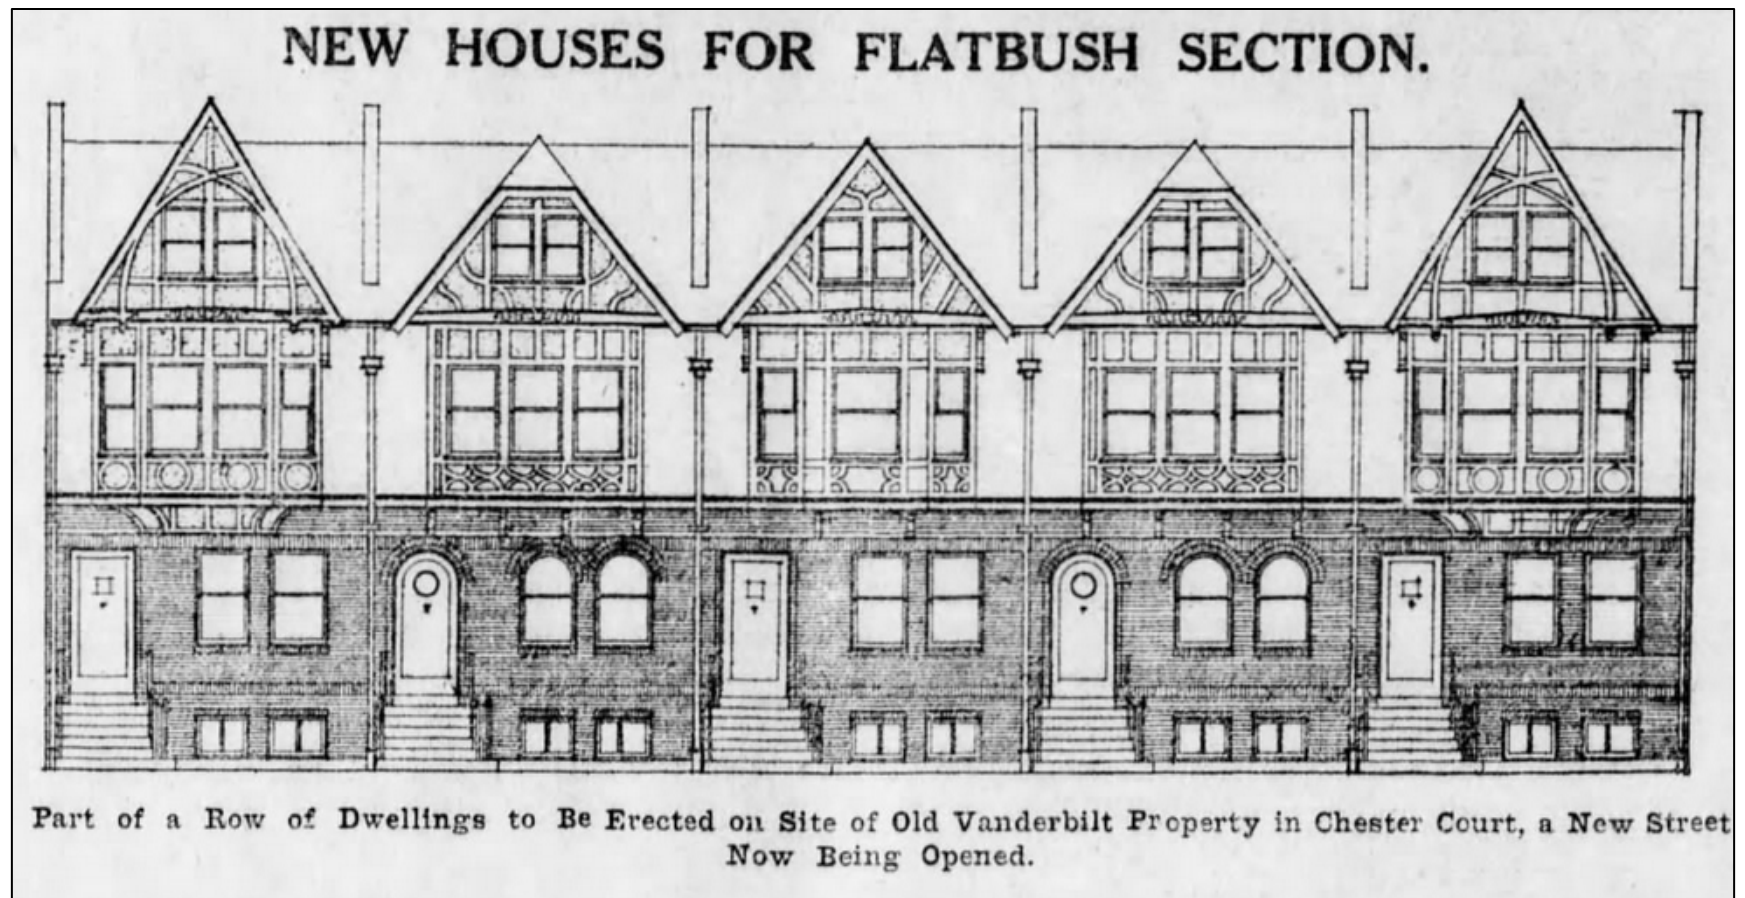 NEW HOUSES FOR FLATBUSH SECTION.
Part of a Row of Dwellings to Be Erected on Site of Old Vanderbilt Property in Chester Court, a New Street
Now Being Opened.